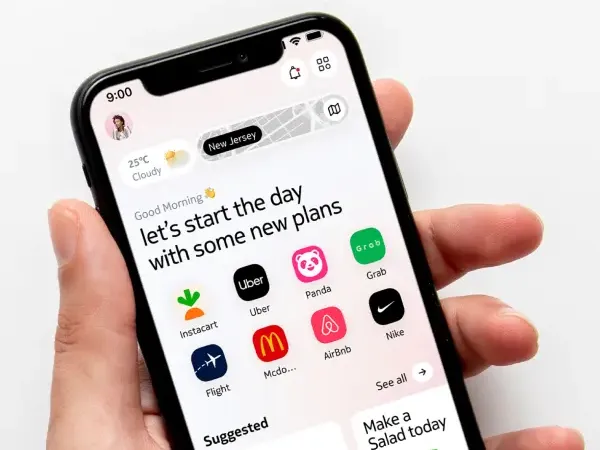 9:00
25°C
Cloudy
New Jersey
Good Morning 👋
let's start the day
with some new plans
Uber
Grab
Instacart
Uber
Panda
Grab
Flight
Mcdo...
AirBnb
Nike
See all
Suggested
Make a
Salad today